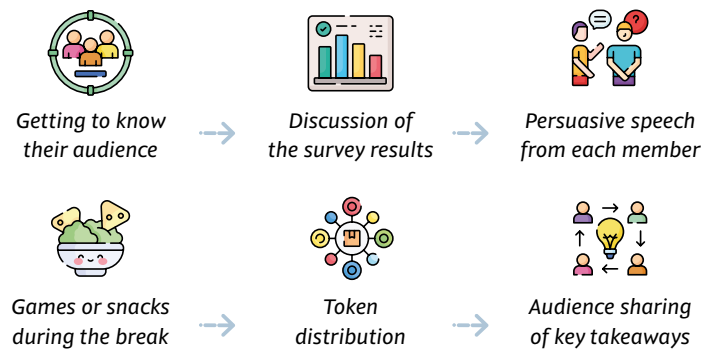 Getting to know
their audience
Discussion of
the survey results
Persuasive speech
from each member
Games or snacks
during the break
Token
distribution
Audience sharing
of key takeaways